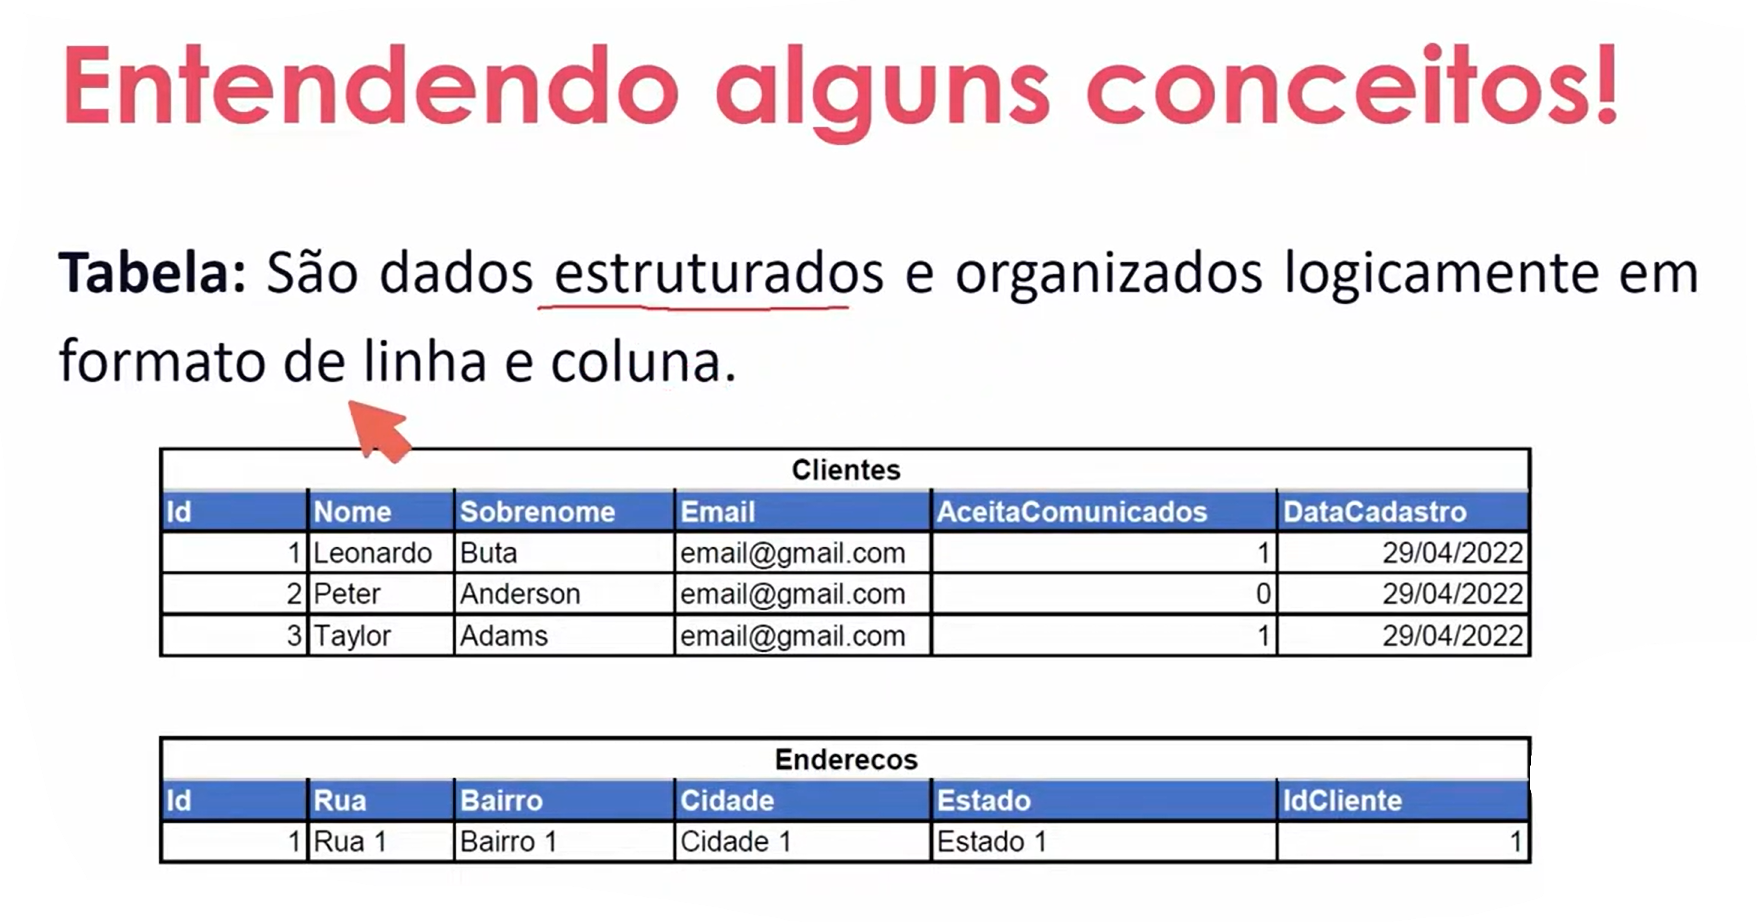 Entendendo alguns conceitos!
Tabela: São dados estruturados e organizados logicamente em
formato de linha e coluna.
Clientes
Id Nome Sobrenome Email AceitaComunicados DataCadastro
1 Leonardo Buta email@gmail.com 1 29/04/2022
2 Peter Anderson email@gmail.com 0 29/04/2022
3 Taylor Adams email@gmail.com 1 29/04/2022
Enderecos
Id Rua Bairro Cidade Estado IdCliente
1 Rua 1 Bairro 1 Cidade 1 Estado 1 1